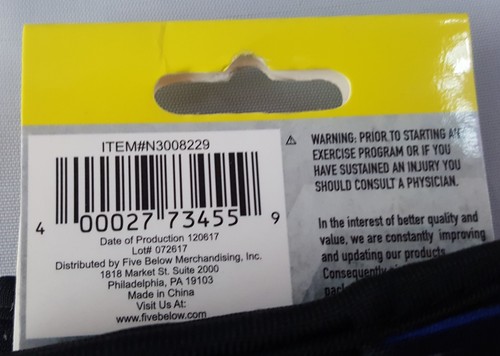 ITEM#N3008229
4 00027 73455 9
Date of Production 120617
Lot# 072617
Distributed by Five Below Merchandising, Inc.
1818 Market St. Suite 2000
Philadelphia, PA 19103
Made in China
Visit Us At:
www.fivebelow.com
WARNING: PRIOR TO STARTING AN
EXERCISE PROGRAM OR IF YOU
HAVE SUSTAINED AN INJURY YOU
SHOULD CONSULT A PHYSICIAN.
In the interest of better quality and
value, we are constantly improving
and updating our products.
Consequently